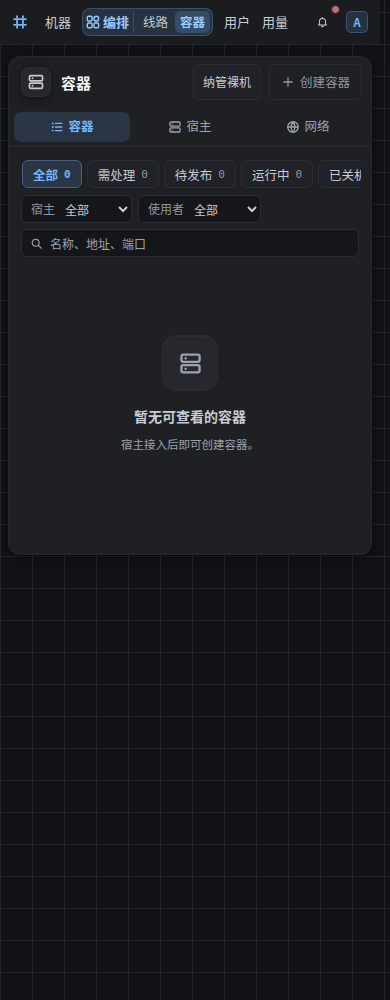 机器 编排 线路 容器 用户 用量 A
容器 纳管裸机 创建容器
容器 宿主 网络
全部 0 需处理 0 待发布 0 运行中 0 已关机
宿主 全部 使用者 全部
名称、地址、端口
暂无可查看的容器
宿主接入后即可创建容器。